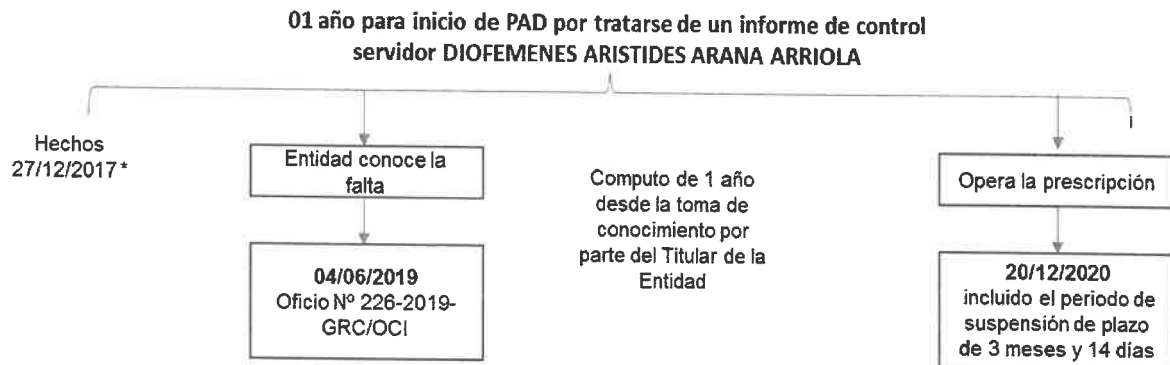 01 año para inicio de PAD por tratarse de un informe de control
servidor DIOFEMENES ARISTIDES ARANA ARRIOLA
Hechos
27/12/2017 *
Entidad conoce la
falta
04/06/2019
Oficio Nº 226-2019-
GRC/OCI
Computo de 1 año
desde la toma de
conocimiento por
parte del Titular de la
Entidad
Opera la prescripción
20/12/2020
incluido el periodo de
suspensión de plazo
de 3 meses y 14 días